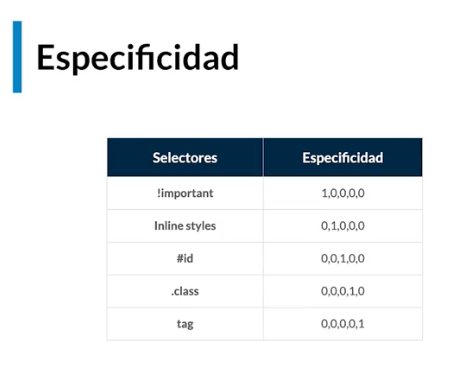 Especificidad
Selectores Especificidad
!important 1,0,0,0,0
Inline styles 0,1,0,0,0
#id 0,0,1,0,0
.class 0,0,0,1,0
tag 0,0,0,0,1